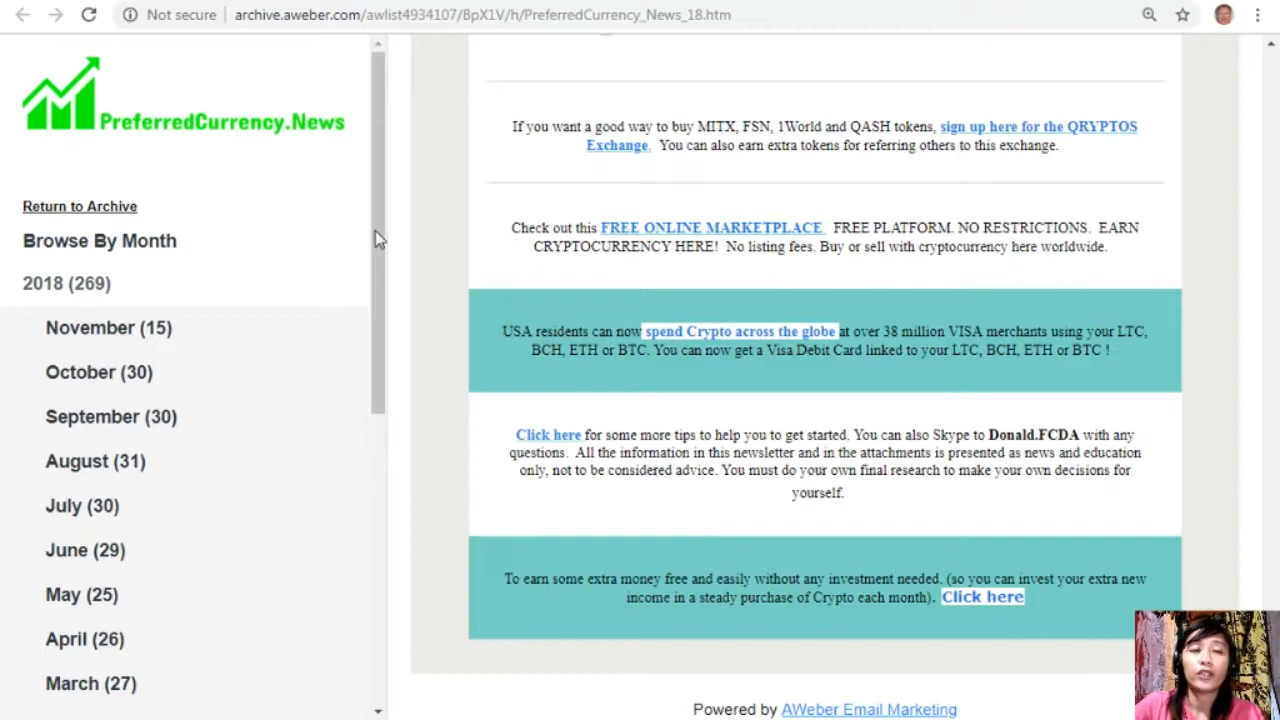 Not secure
archive.aweber.com/awlist4934107/BpX1V/h/PreferredCurrency_News_18.htm
PreferredCurrency.News
Return to Archive
Browse By Month
2018 (269)
November (15)
October (30)
September (30)
August (31)
July (30)
June (29)
May (25)
April (26)
March (27)
If you want a good way to buy MITX, FSN, 1World and QASH tokens, sign up here for the QRYPTOS
Exchange. You can also earn extra tokens for referring others to this exchange.
Check out this FREE ONLINE MARKETPLACE FREE PLATFORM. NO RESTRICTIONS. EARN
CRYPTOCURRENCY HERE! No listing fees. Buy or sell with cryptocurrency here worldwide.
USA residents can now spend Crypto across the globe at over 38 million VISA merchants using your LTC,
BCH, ETH or BTC. You can now get a Visa Debit Card linked to your LTC, BCH, ETH or BTC !
Click here for some more tips to help you to get started. You can also Skype to Donald.FCDA with any
questions. All the information in this newsletter and in the attachments is presented as news and education
only, not to be considered advice. You must do your own final research to make your own decisions for
yourself.
To earn some extra money free and easily without any investment needed. (so you can invest your extra new
income in a steady purchase of Crypto each month). Click here
Powered by AWeber Email Marketing